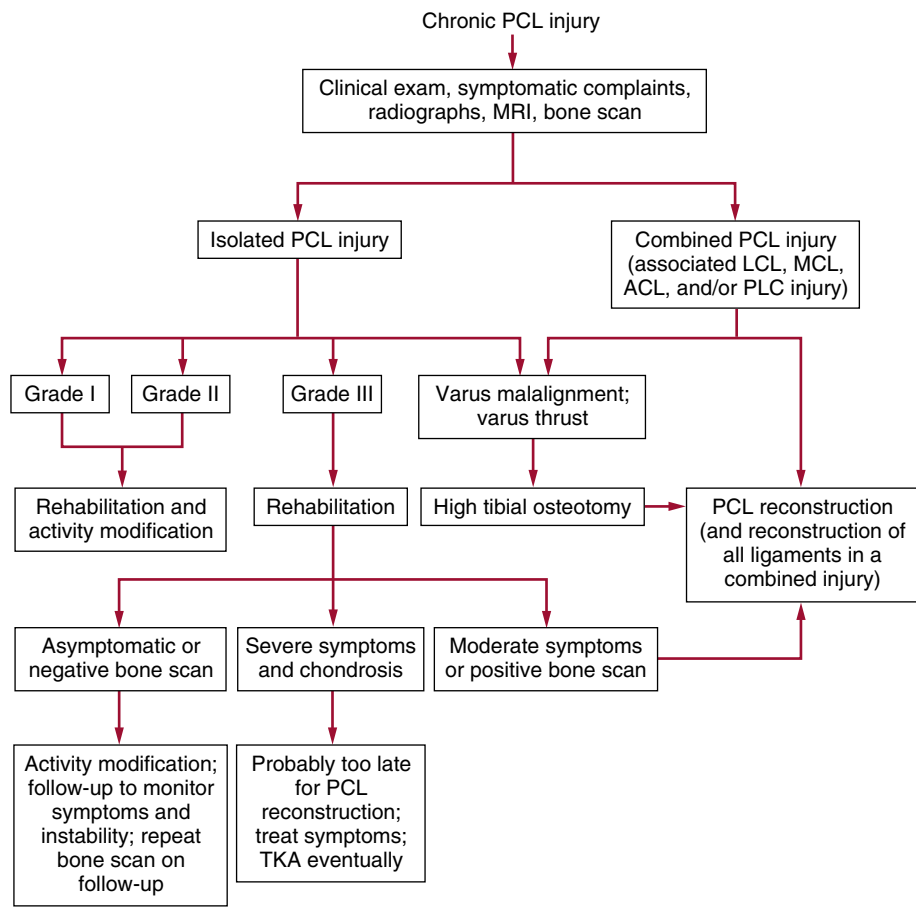 Chronic PCL injury
Clinical exam, symptomatic complaints,
radiographs, MRI, bone scan
Isolated PCL injury
Combined PCL injury
(associated LCL, MCL,
ACL, and/or PLC injury)
Grade I
Grade II
Grade III
Varus malalignment;
varus thrust
Rehabilitation and
activity modification
Rehabilitation
High tibial osteotomy
PCL reconstruction
(and reconstruction of
all ligaments in a
combined injury)
Asymptomatic or
negative bone scan
Severe symptoms
and chondrosis
Moderate symptoms
or positive bone scan
Activity modification;
follow-up to monitor
symptoms and
instability; repeat
bone scan on
follow-up
Probably too late
for PCL
reconstruction;
treat symptoms;
TKA eventually